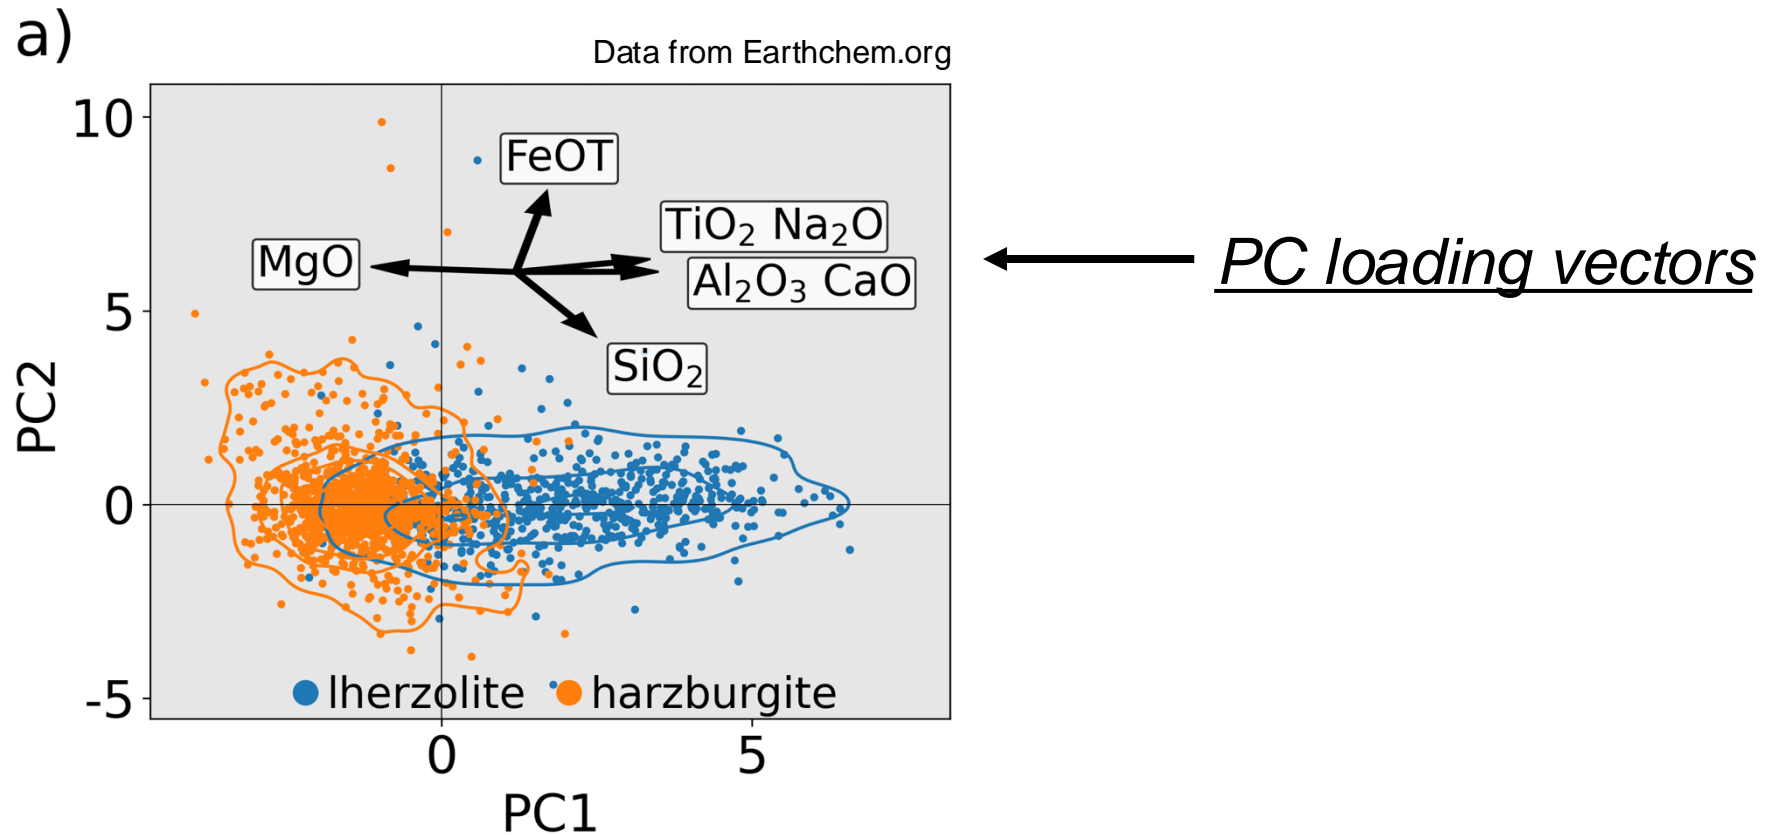 a)
Data from Earthchem.org
10
FeOT
TiO₂ Na₂O
MgO
Al₂O₃ CaO
PC loading vectors
5
SiO₂
PC2
0
-5
lherzolite harzburgite
0 5
PC1